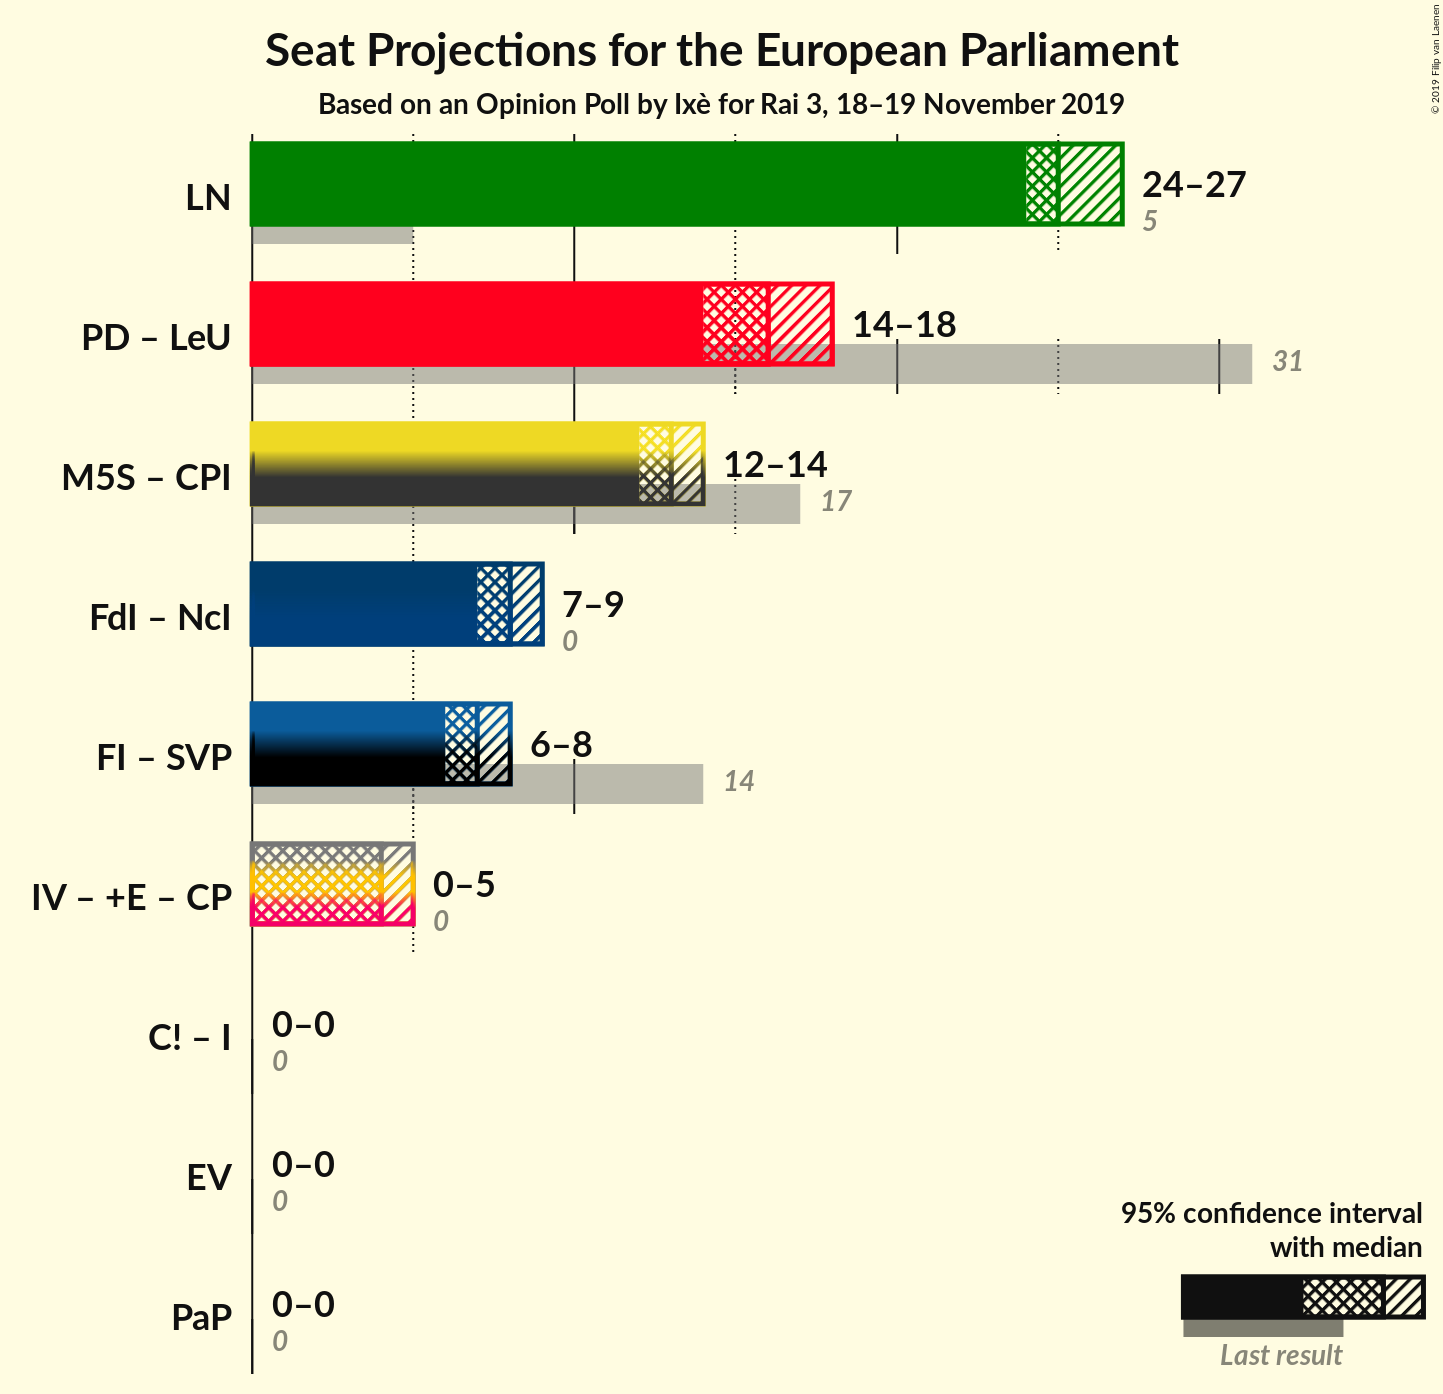 Seat Projections for the European Parliament
Based on an Opinion Poll by Ixè for Rai 3, 18–19 November 2019
© 2019 Filip van Laenen
LN
24–27
5
PD – LeU
14–18
31
M5S – CPI
12–14
17
FdI – NcI
7–9
0
FI – SVP
6–8
14
IV – +E – CP
0–5
0
C! – I
0–0
0
EV
0–0
0
PaP
0–0
0
95% confidence interval
with median
Last result